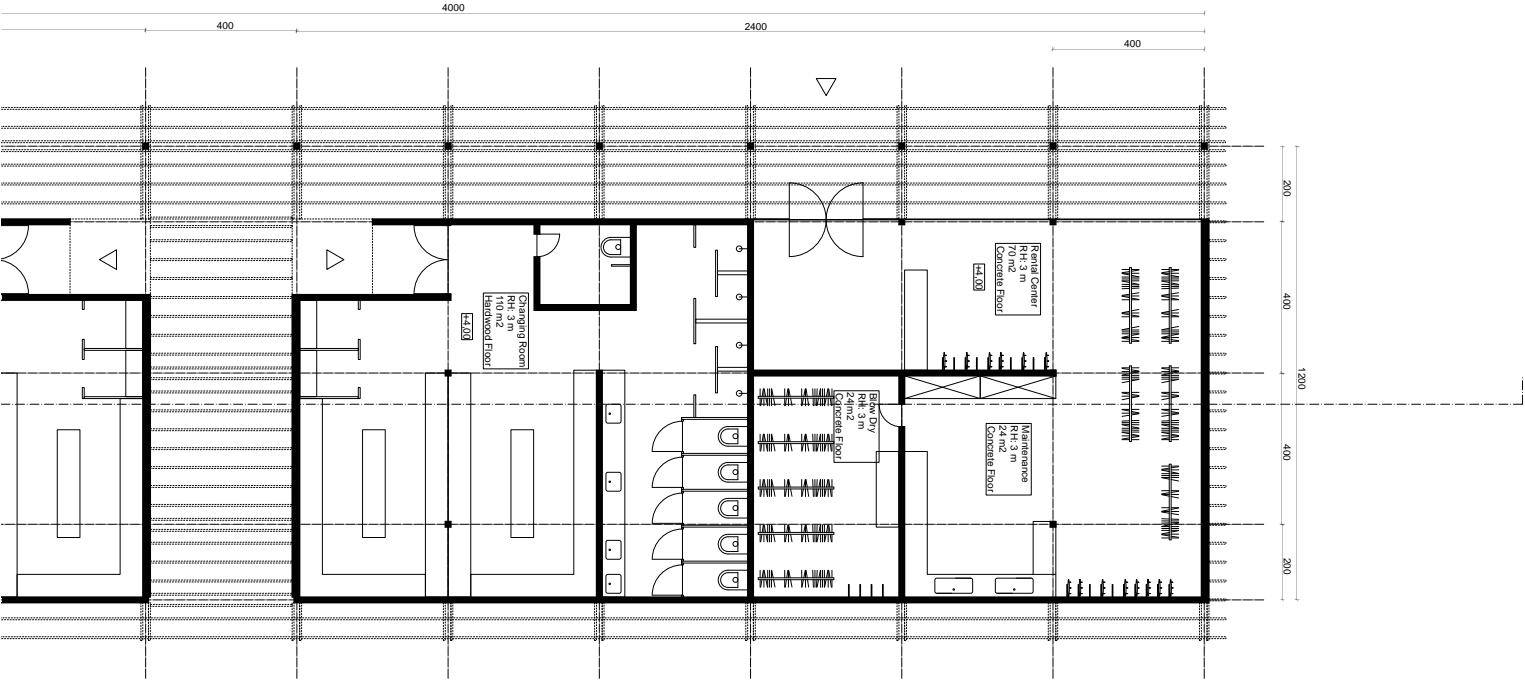 4000
400
2400
400
Changing Room
RH: 3 m
110 m2
Hardwood Floor
+4,00
Rental Center
RH: 3 m
70 m2
Concrete Floor
+4,00
Blow Dry
RH: 3 m
24 m2
Concrete Floor
Maintenance
RH: 3 m
24 m2
Concrete Floor
200
400
1200
400
200